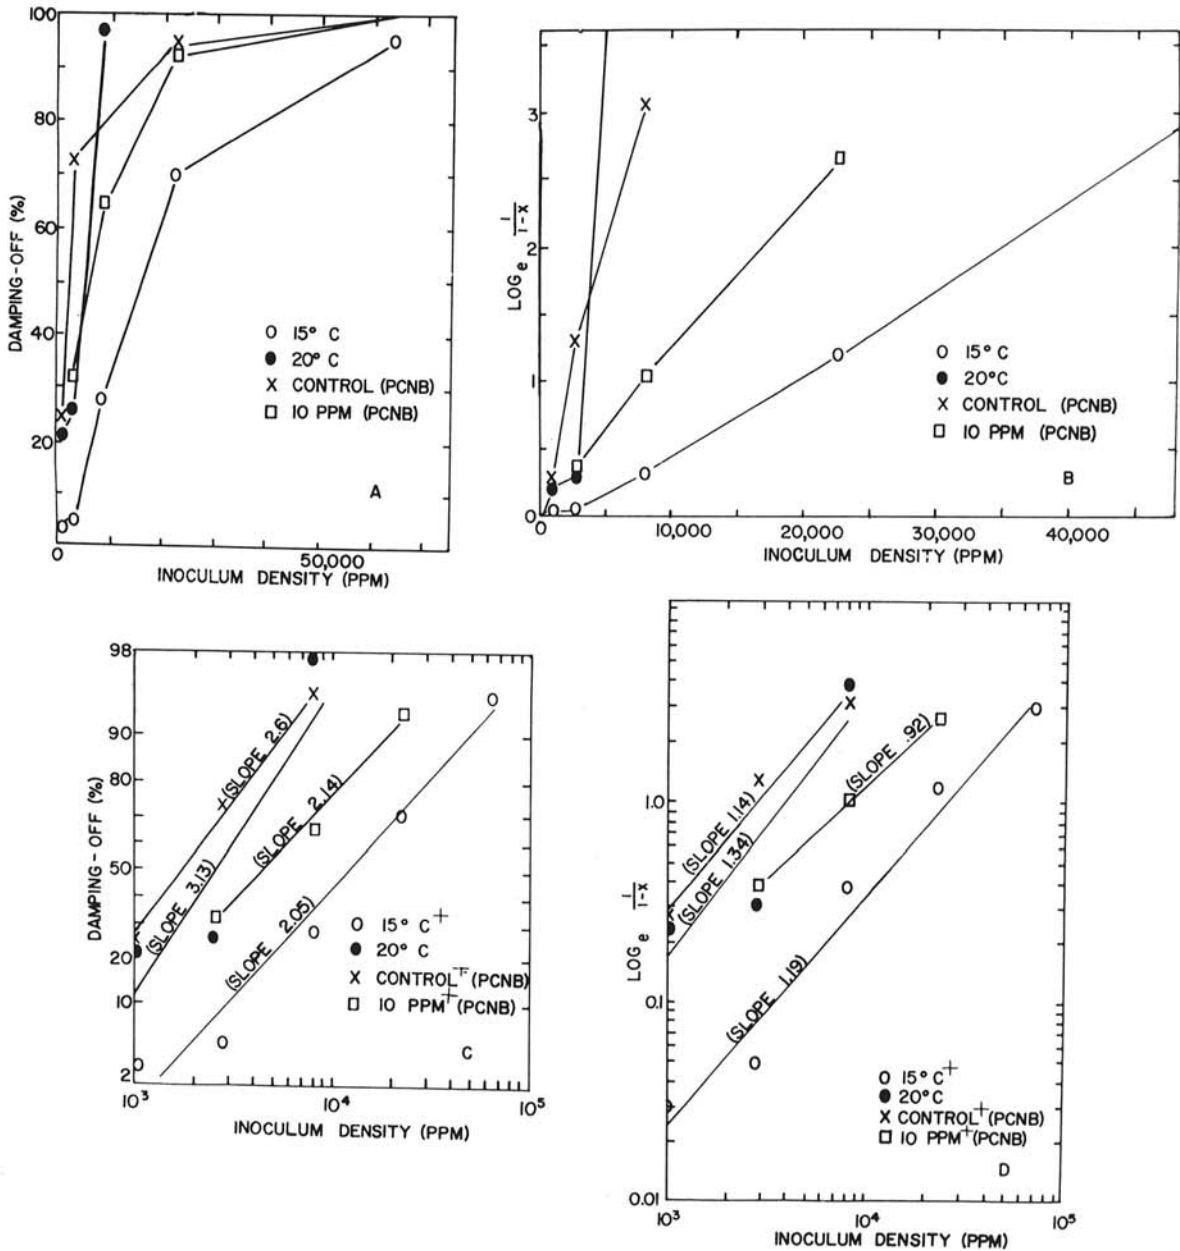 100
80
60
40
20
0
DAMPING-OFF (%)
○ 15° C
● 20° C
X CONTROL (PCNB)
□ 10 PPM (PCNB)
A
50,000
INOCULUM DENSITY (PPM)
3
2
1
0
LOG e 1/1-x
○ 15° C
● 20°C
X CONTROL (PCNB)
□ 10 PPM (PCNB)
B
0 10,000 20,000 30,000 40,000
INOCULUM DENSITY (PPM)
98
90
80
50
20
10
2
DAMPING-OFF (%)
(SLOPE 2.6)
(SLOPE 3.13)
(SLOPE 2.14)
(SLOPE 2.05)
○ 15° C+
● 20° C
X CONTROL+ (PCNB)
□ 10 PPM+ (PCNB)
C
10³ 10⁴ 10⁵
INOCULUM DENSITY (PPM)
1.0
0.1
0.01
LOG e 1/1-x
(SLOPE 1.14)
(SLOPE 1.34)
(SLOPE .92)
(SLOPE 1.19)
○ 15° C+
● 20°C
X CONTROL+ (PCNB)
□ 10 PPM+ (PCNB)
D
10³ 10⁴ 10⁵
INOCULUM DENSITY (PPM)